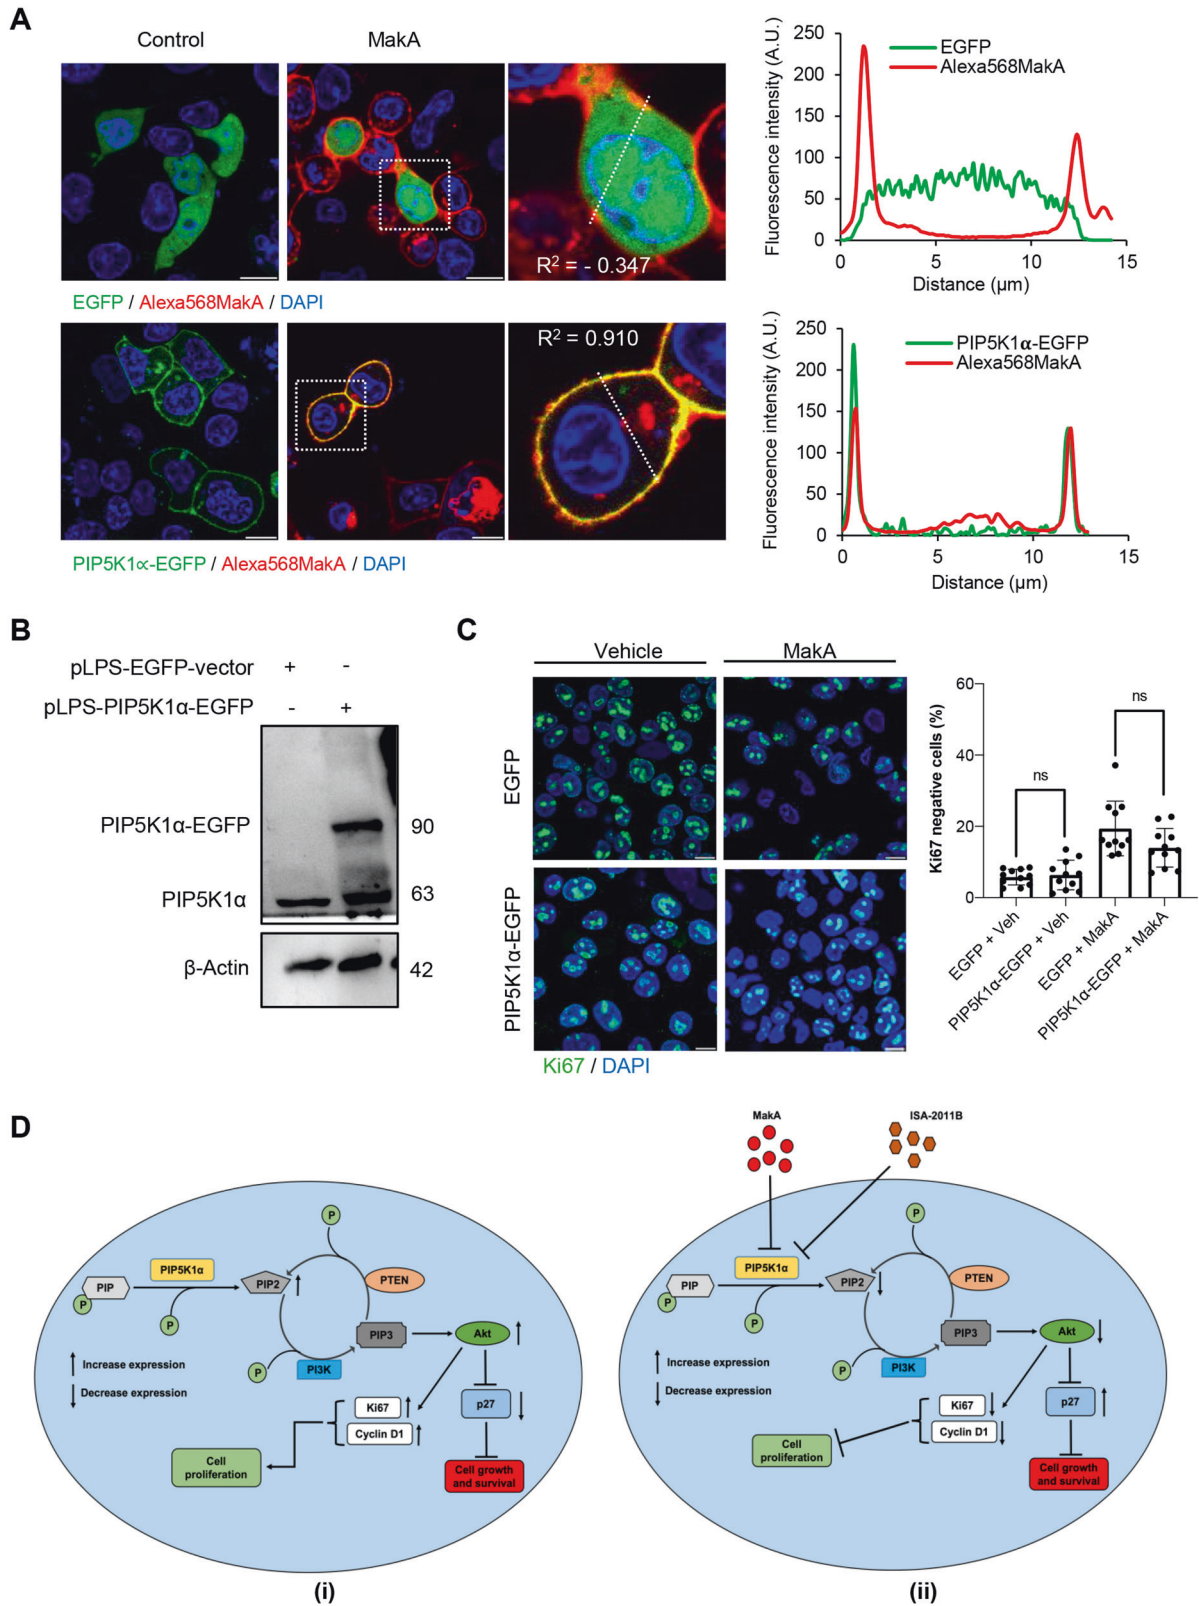 A
Control
MakA
R² = - 0.347
EGFP / Alexa568MakA / DAPI
Fluorescence intensity (A.U.)
250
200
150
100
50
0
EGFP
Alexa568MakA
0
5
10
15
Distance (µm)
R² = 0.910
PIP5K1∝-EGFP / Alexa568MakA / DAPI
Fluorescence intensity (A.U.)
250
200
150
100
50
0
PIP5K1α-EGFP
Alexa568MakA
0
5
10
15
Distance (µm)
B
pLPS-EGFP-vector + -
pLPS-PIP5K1α-EGFP - +
PIP5K1α-EGFP 90
PIP5K1α 63
β-Actin 42
C
Vehicle
MakA
EGFP
PIP5K1α-EGFP
Ki67 / DAPI
Ki67 negative cells (%)
60
40
20
0
ns
ns
EGFP + Veh
PIP5K1α-EGFP + Veh
EGFP + MakA
PIP5K1α-EGFP + MakA
D
P
PIP5K1α
PIP
P
P
PIP2
PTEN
PIP3
Akt
P
PI3K
Increase expression
Decrease expression
Ki67
Cyclin D1
p27
Cell
proliferation
Cell growth
and survival
(i)
MakA
ISA-2011B
P
PIP5K1α
PIP
P
P
PIP2
PTEN
PIP3
Akt
P
PI3K
Increase expression
Decrease expression
Ki67
Cyclin D1
p27
Cell
proliferation
Cell growth
and survival
(ii)